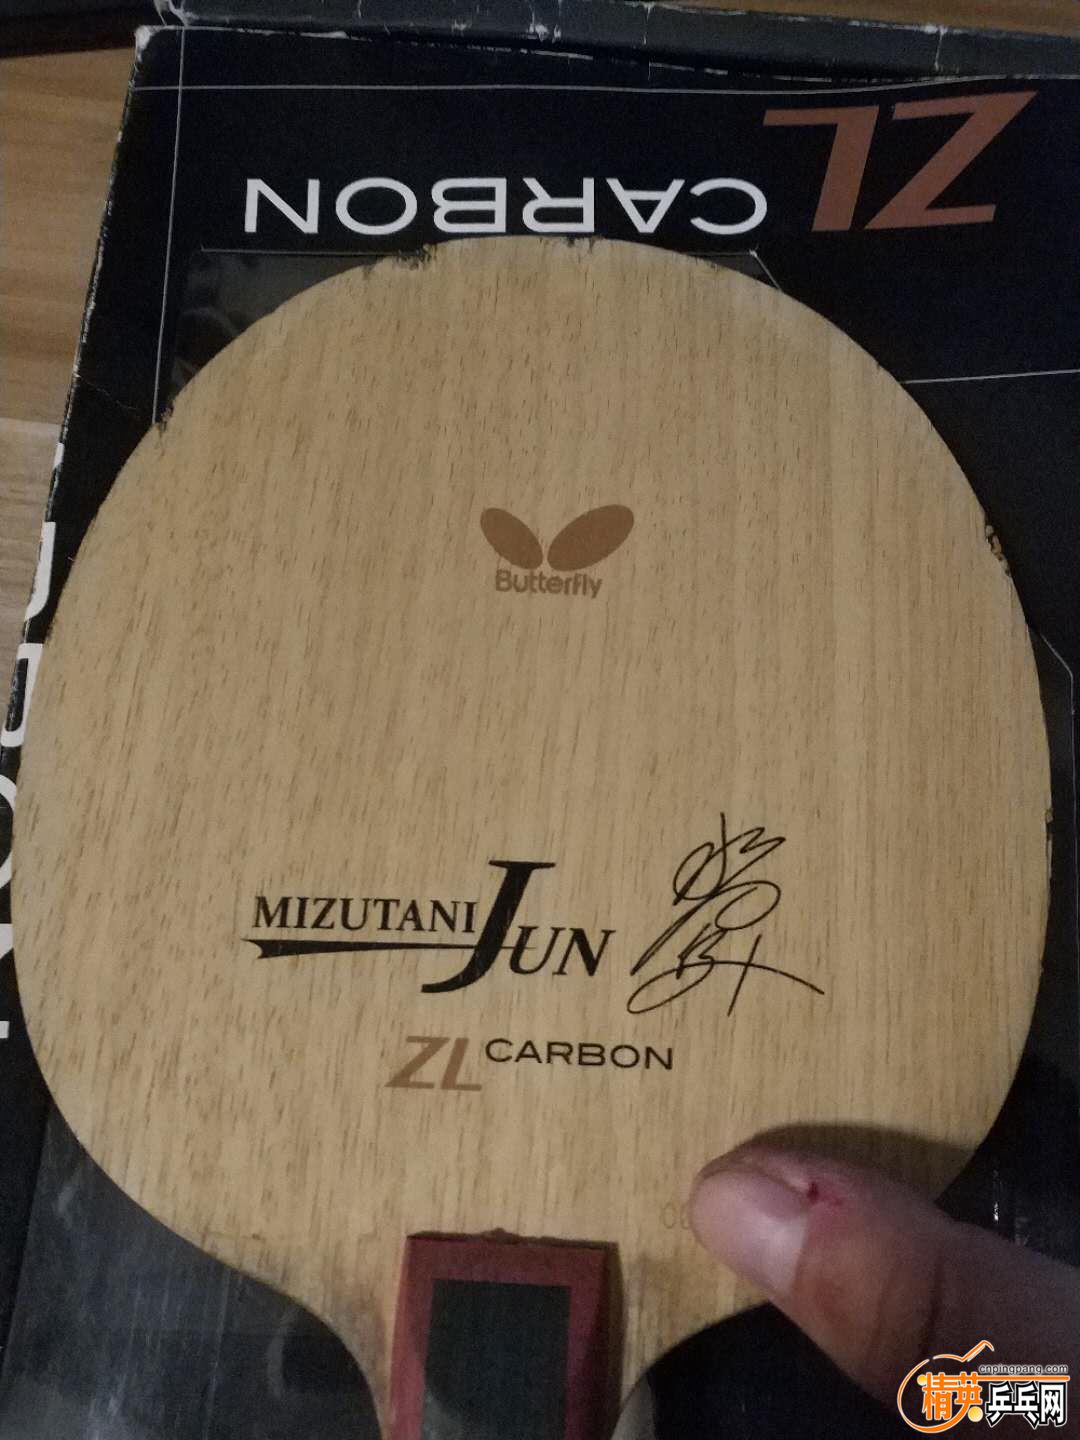 ZL
CARBON
Butterfly
MIZUTANI JUN
ZL CARBON
cnpingpang.com
精英乒乓网